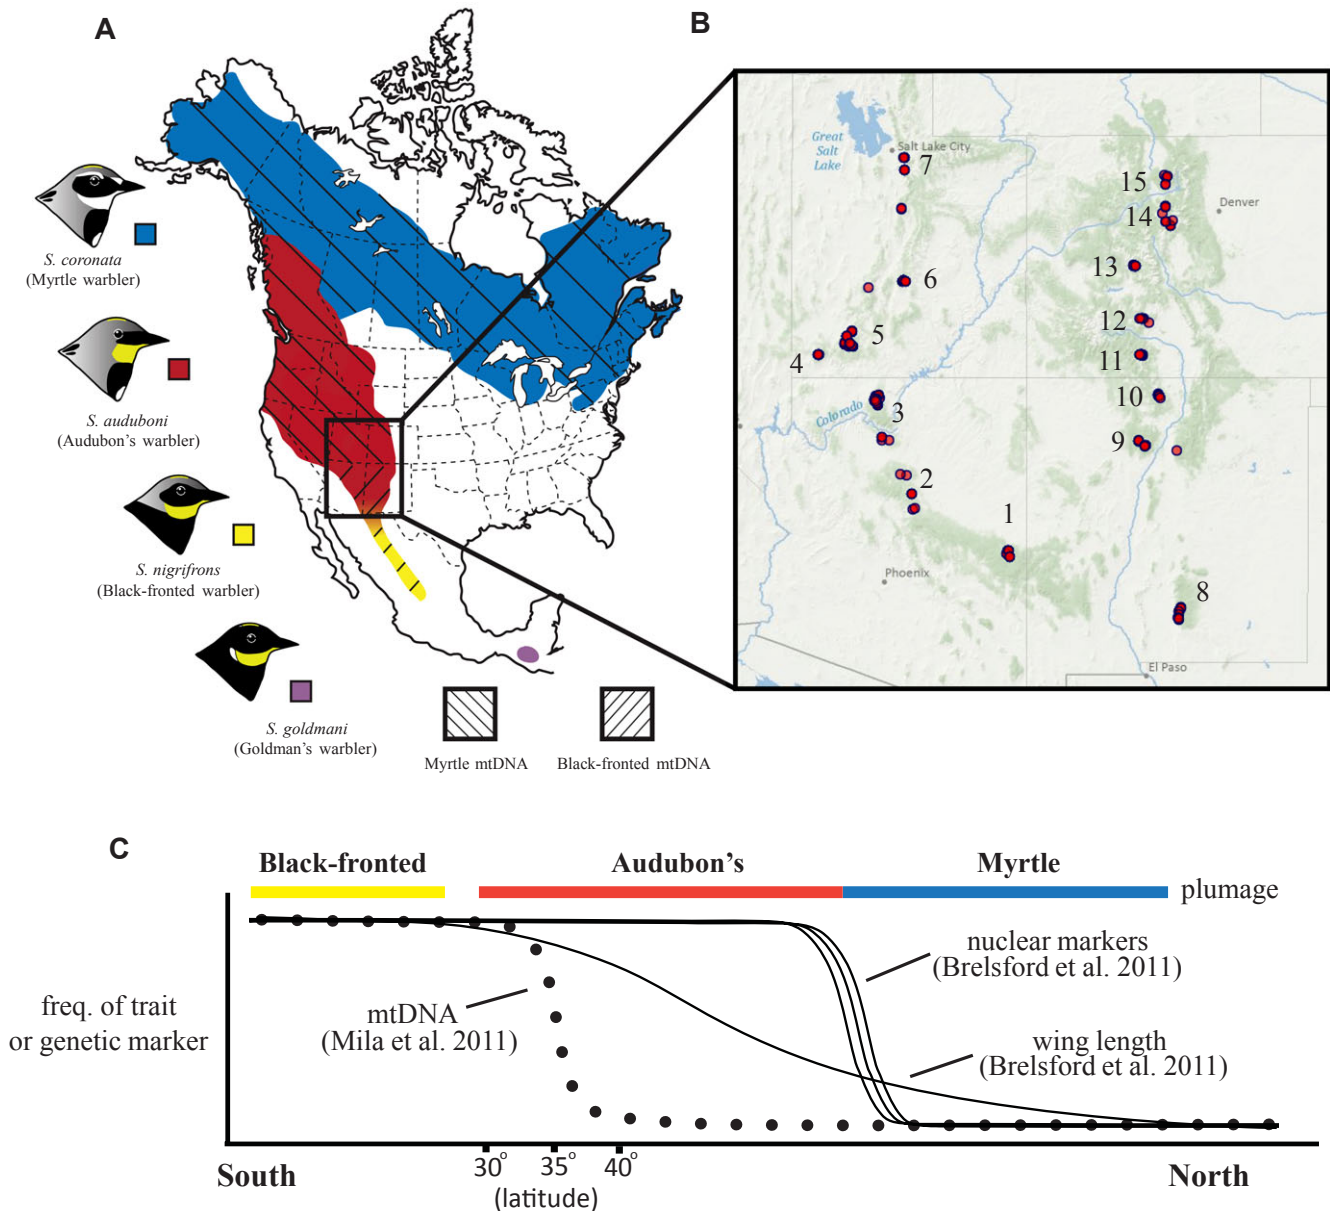 A
B
S. coronata
(Myrtle warbler)
S. auduboni
(Audubon's warbler)
S. nigrifrons
(Black-fronted warbler)
S. goldmani
(Goldman's warbler)
Myrtle mtDNA
Black-fronted mtDNA
Great
Salt
Lake
Salt Lake City
7
6
5
4
Colorado
3
2
1
Phoenix
15
Denver
14
13
12
11
10
9
8
El Paso
C
Black-fronted
Audubon's
Myrtle
plumage
freq. of trait
or genetic marker
mtDNA
(Mila et al. 2011)
nuclear markers
(Brelsford et al. 2011)
wing length
(Brelsford et al. 2011)
30° 35° 40°
(latitude)
South
North